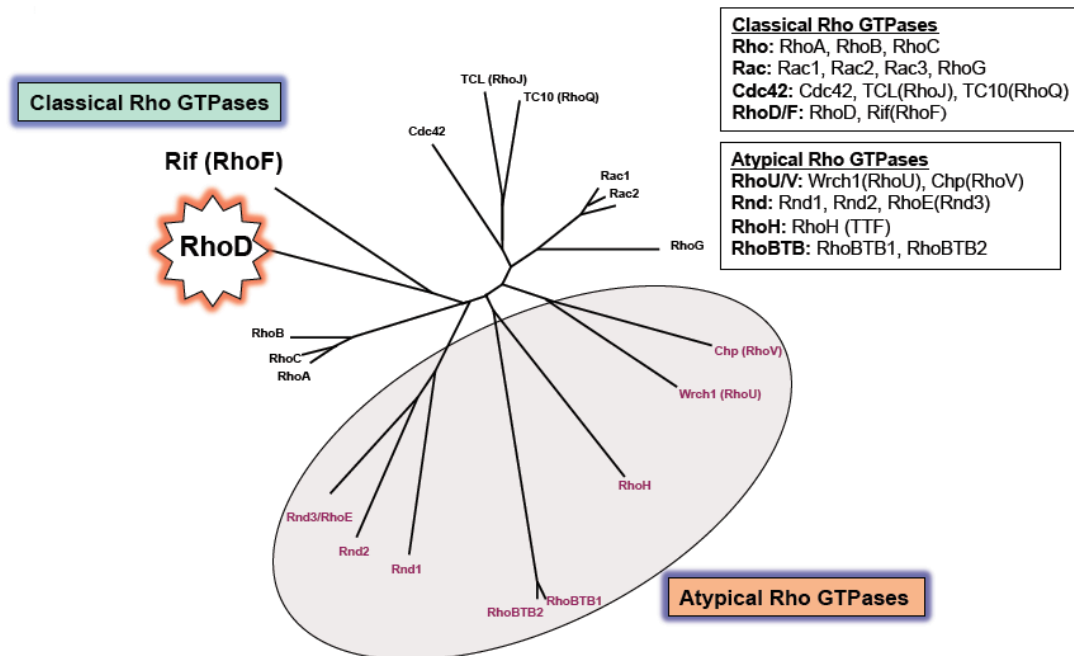 Classical Rho GTPases
Rho: RhoA, RhoB, RhoC
Rac: Rac1, Rac2, Rac3, RhoG
Cdc42: Cdc42, TCL(RhoJ), TC10(RhoQ)
RhoD/F: RhoD, Rif(RhoF)
Atypical Rho GTPases
RhoU/V: Wrch1(RhoU), Chp(RhoV)
Rnd: Rnd1, Rnd2, RhoE(Rnd3)
RhoH: RhoH (TTF)
RhoBTB: RhoBTB1, RhoBTB2
Classical Rho GTPases
TCL (RhoJ)
TC10 (RhoQ)
Cdc42
Rif (RhoF)
Rac1
Rac2
RhoD
RhoG
RhoB
RhoC
RhoA
Chp (RhoV)
Wrch1 (RhoU)
RhoH
Rnd3/RhoE
Rnd2
Rnd1
RhoBTB1
RhoBTB2
Atypical Rho GTPases